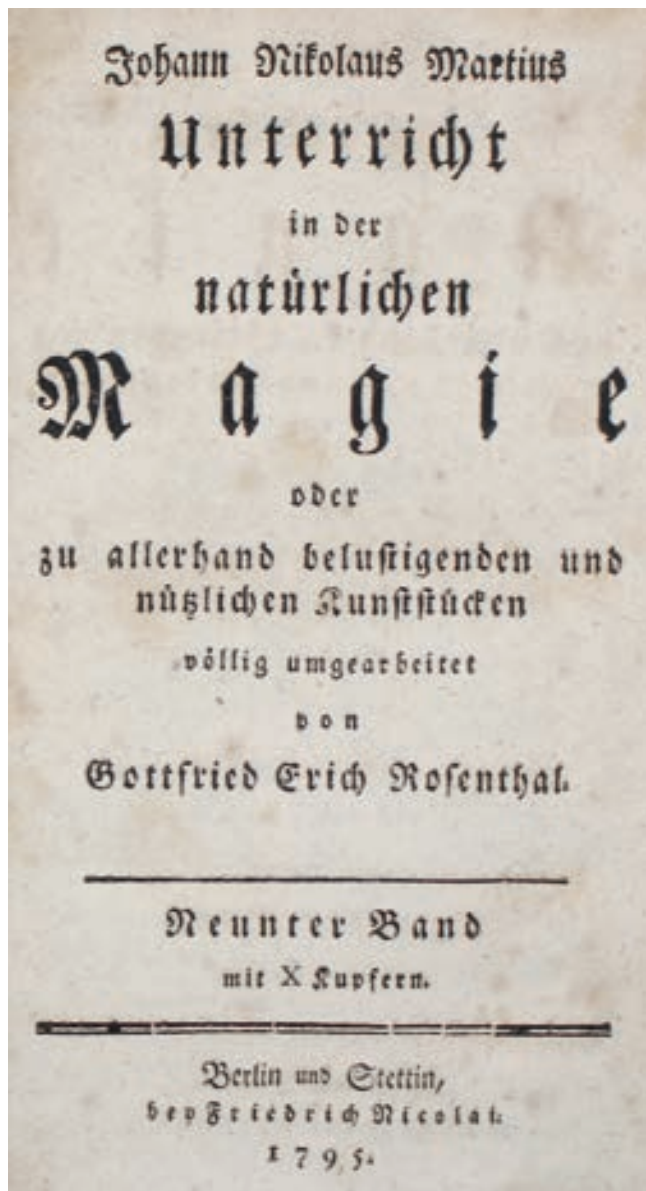 Johann Nikolaus Martius
Unterricht
in der
natürlichen
Magie
oder
zu allerhand belustigenden und
nützlichen Kunststücken
völlig umgearbeitet
von
Gottfried Erich Rosenthal.
Neunter Band
mit X Kupfern.
Berlin und Stettin,
bey Friedrich Nicolai.
1795.